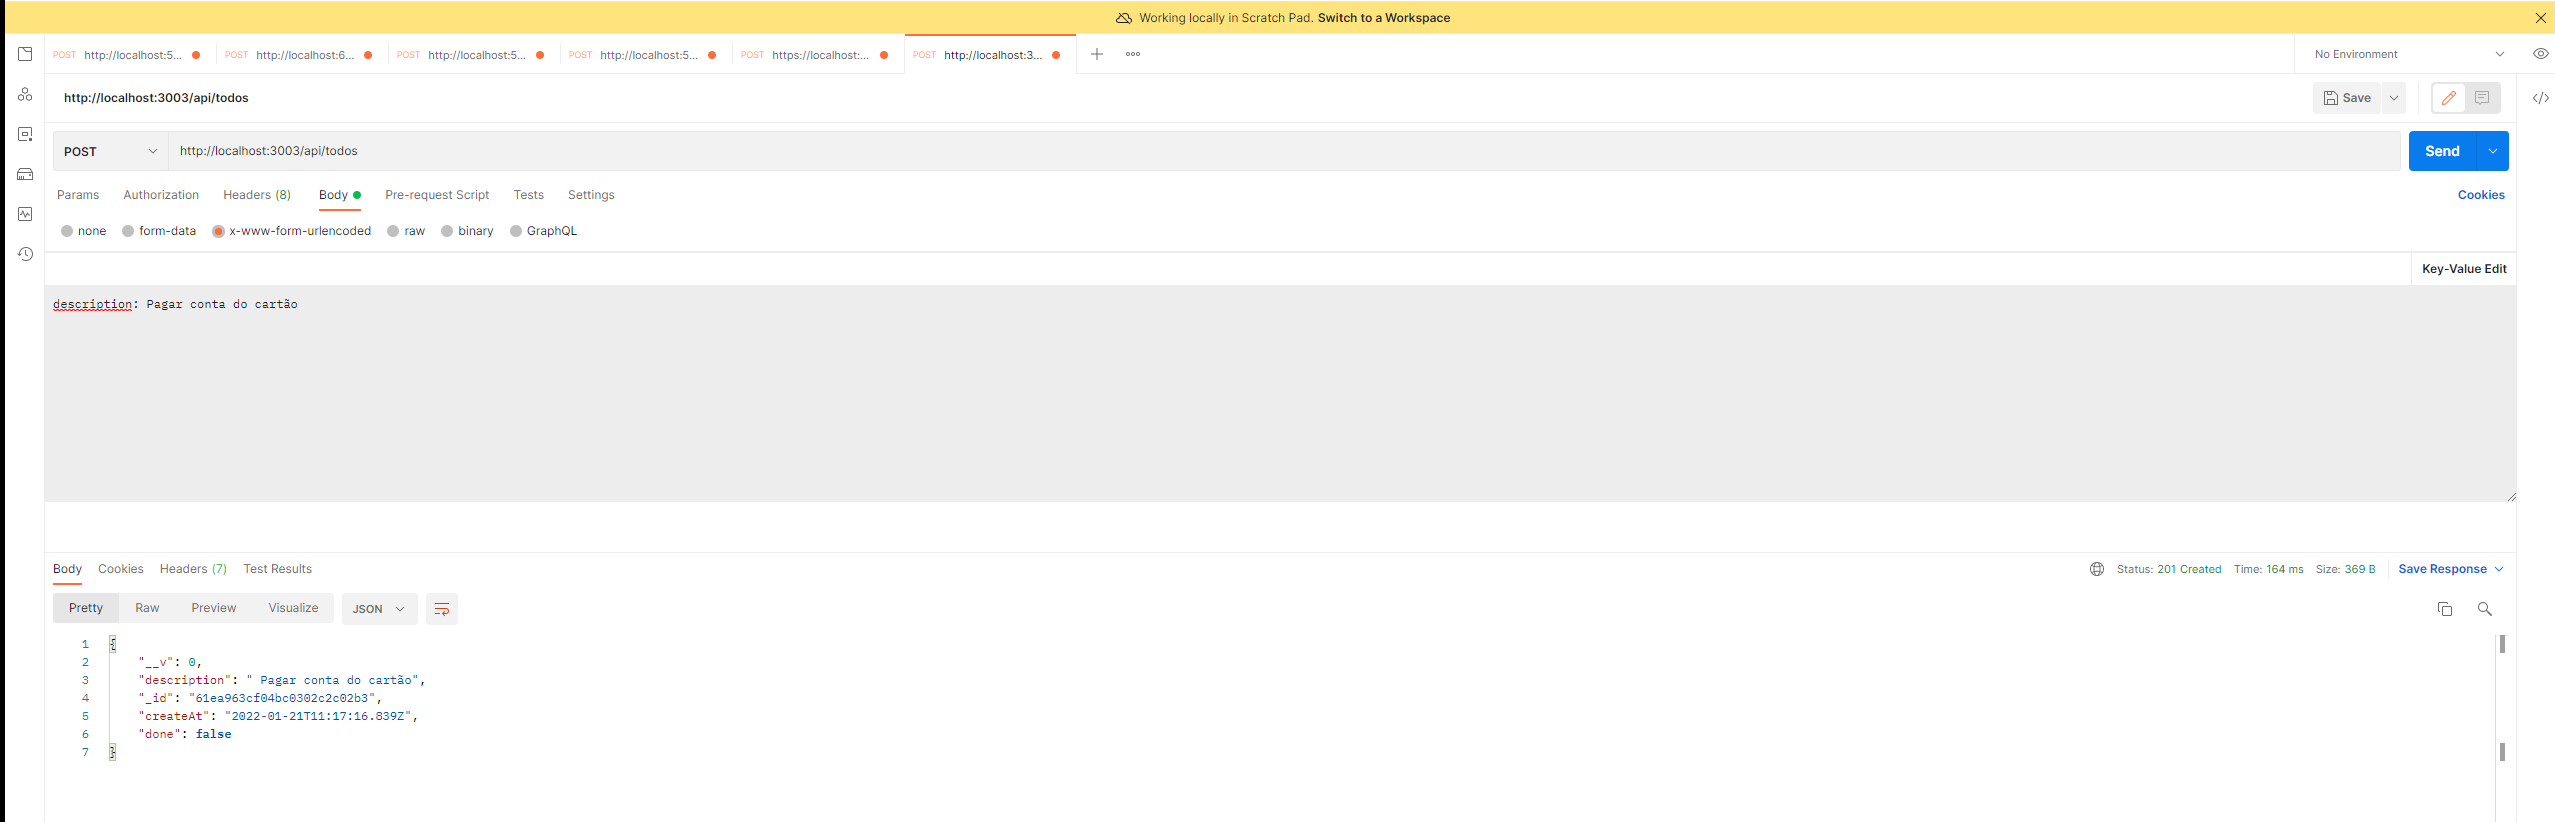 Working locally in Scratch Pad. Switch to a Workspace
POST http://localhost:5... POST http://localhost:6... POST http://localhost:5... POST http://localhost:5... POST https://localhost:... POST http://localhost:3... No Environment
http://localhost:3003/api/todos Save
POST http://localhost:3003/api/todos Send
Params Authorization Headers (8) Body Pre-request Script Tests Settings Cookies
none form-data x-www-form-urlencoded raw binary GraphQL
Key-Value Edit
description: Pagar conta do cartão
Body Cookies Headers (7) Test Results Status: 201 Created Time: 164 ms Size: 369 B Save Response
Pretty Raw Preview Visualize JSON
1 {
2 "__v": 0,
3 "description": " Pagar conta do cartão",
4 "_id": "61ea963cf04bc0302c2c02b3",
5 "createAt": "2022-01-21T11:17:16.839Z",
6 "done": false
7 }